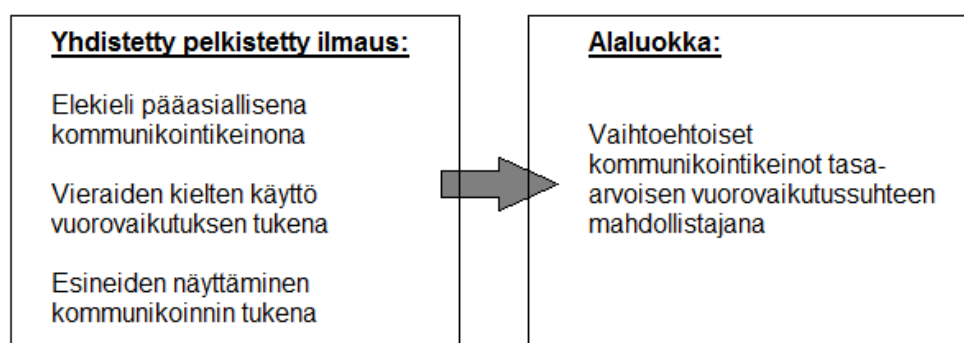 Yhdistetty pelkistetty ilmaus:
Elekieli pääasiallisena
kommunikointikeinona
Vieraiden kielten käyttö
vuorovaikutuksen tukena
Esineiden näyttäminen
kommunikoinnin tukena
Alaluokka:
Vaihtoehtoiset
kommunikointikeinot tasa-
arvoisen vuorovaikutussuhteen
mahdollistajana